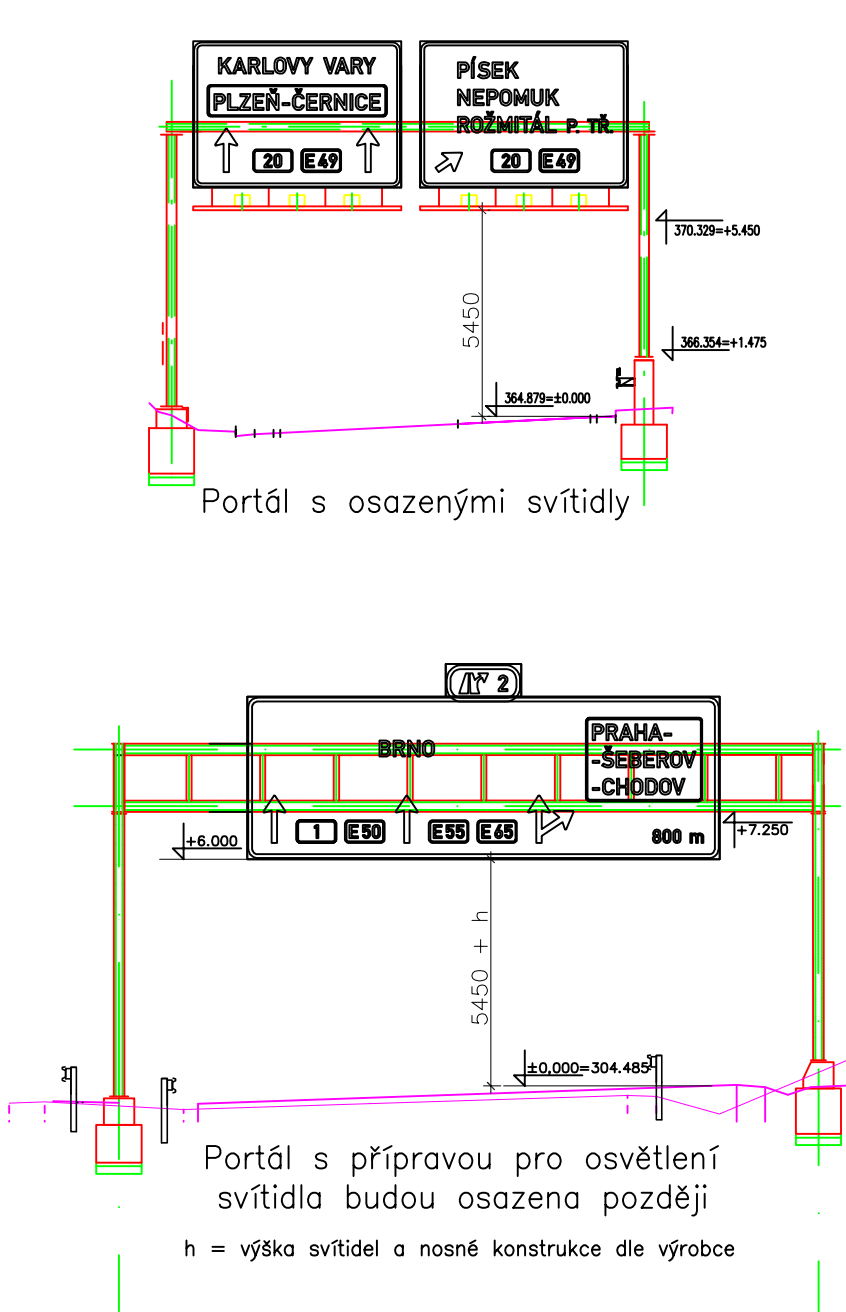 KARLOVY VARY
PLZEŇ-ČERNICE
20 E49
PÍSEK
NEPOMUK
ROŽMITÁL P. TŘ.
20 E49
370.329=+5.450
5450
366.354=+1.475
364.879=±0.000
Portál s osazenými svítidly
2
BRNO
PRAHA-
-ŠEBEROV
-CHODOV
1 E50 E55 E65
800 m
+6.000
+7.250
5450 + h
±0,000=304.485
Portál s přípravou pro osvětlení
svítidla budou osazena později
h = výška svítidel a nosné konstrukce dle výrobce